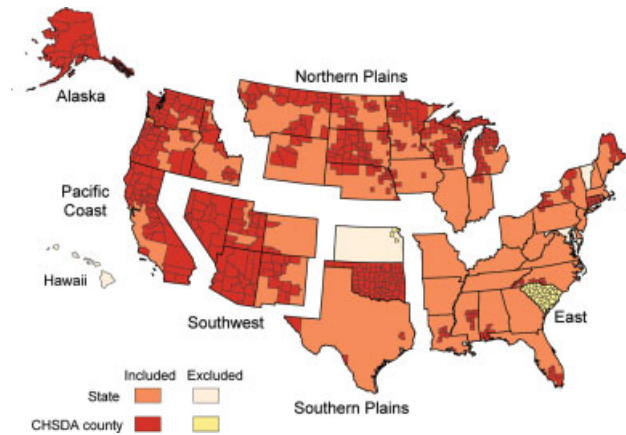 Northern Plains
Alaska
Pacific
Coast
Hawaii
Southwest
East
Southern Plains
Included Excluded
State
CHSDA county